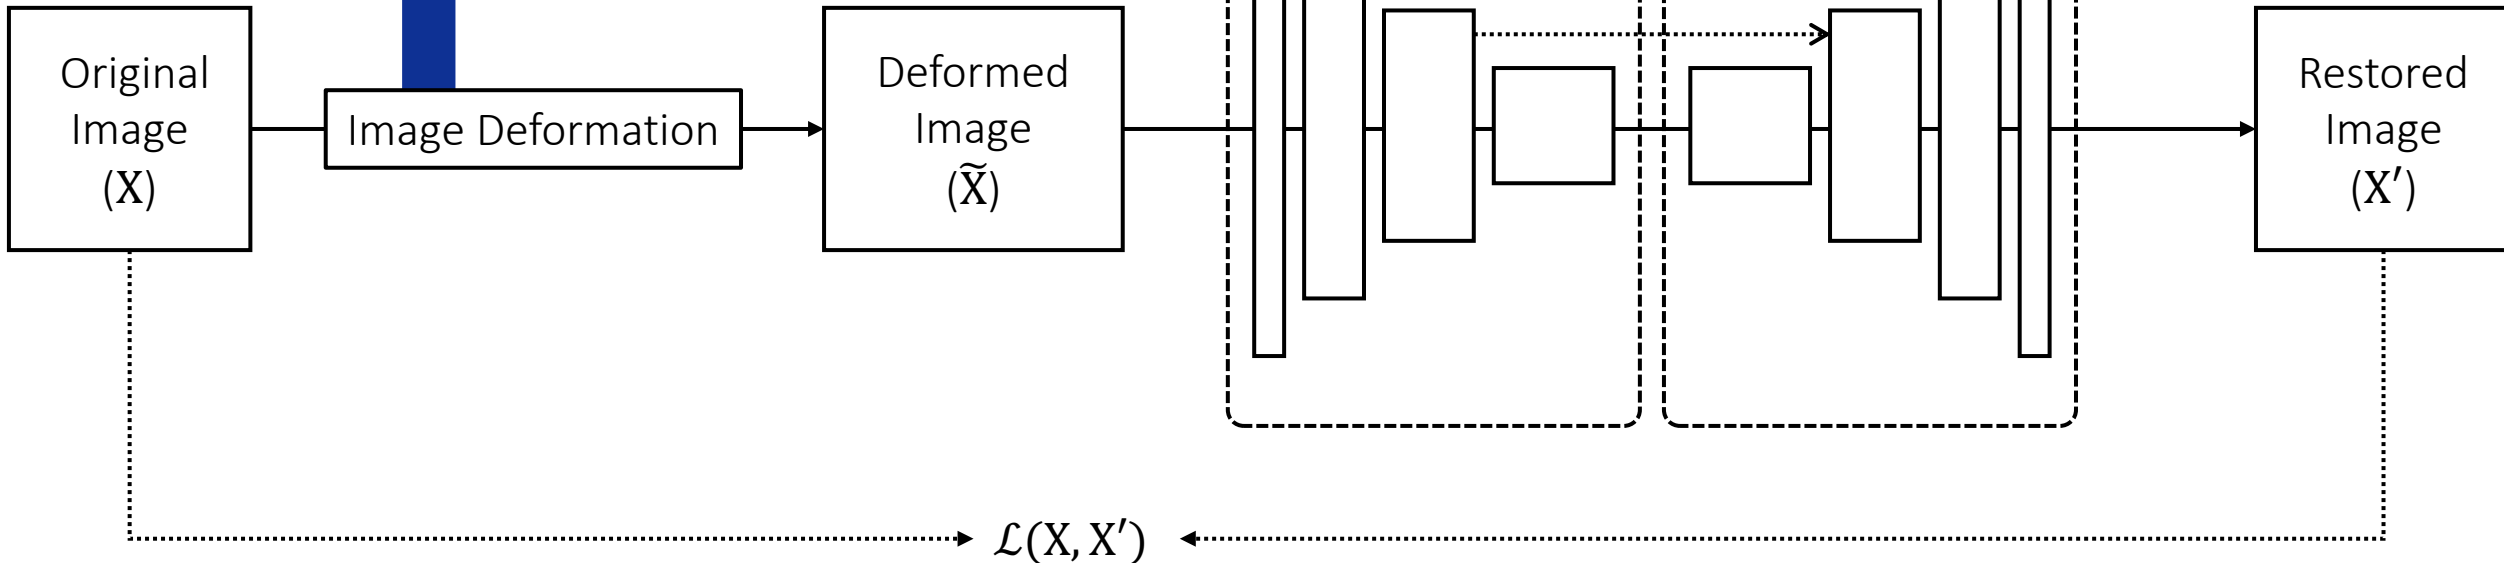 Original
Image
(X)
Image Deformation
Deformed
Image
(X̃)
Restored
Image
(X′)
ℒ(X, X′)